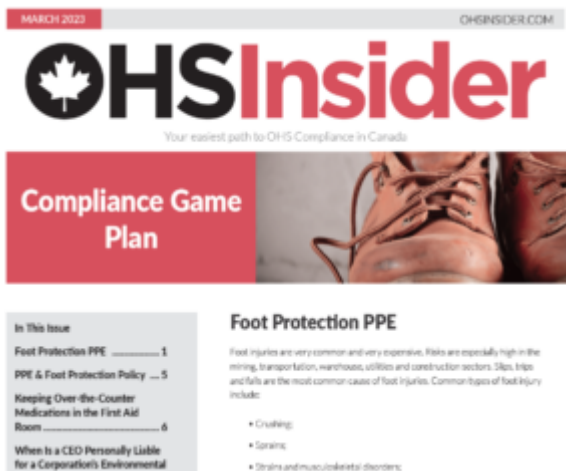 MARCH 2023
OHSINSIDER.COM
OHSInsider
Your easiest path to OHS Compliance in Canada
Compliance Game
Plan
In This Issue
Foot Protection PPE ............ 1
PPE & Foot Protection Policy ... 5
Keeping Over-the-Counter
Medications in the First Aid
Room ............................ 6
When Is a CEO Personally Liable
for a Corporation's Environmental
Foot Protection PPE
Foot injuries are very common and very expensive. Risks are especially high in the
mining, transportation, warehouse, utilities and construction sectors. Slips, trips
and falls are the most common cause of foot injuries. Common types of foot injury
include:
• Crushing;
• Sprains;
• Strains and musculoskeletal disorders;